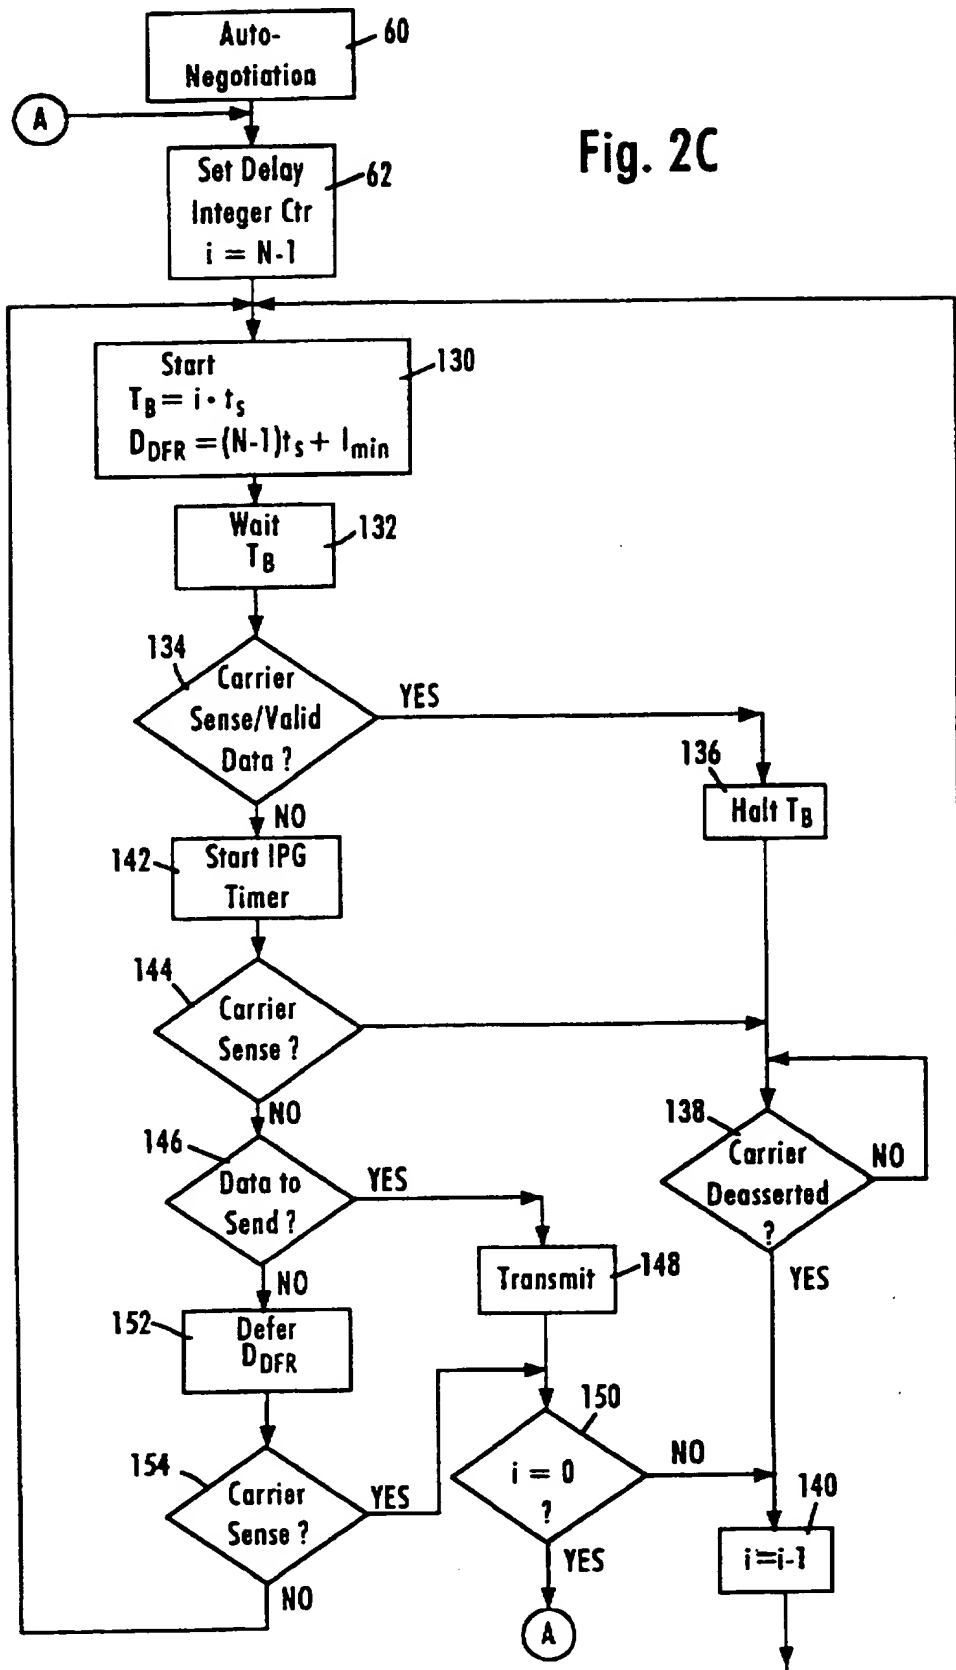 Auto-
Negotiation
60
A
Fig. 2C
Set Delay
Integer Ctr
i = N-1
62
Start
T_B = i · t_s
D_DFR = (N-1)t_s + I_min
130
Wait
T_B
132
134
Carrier
Sense/Valid
Data ?
YES
NO
136
Halt T_B
142
Start IPG
Timer
144
Carrier
Sense ?
NO
138
Carrier
Deasserted
?
NO
YES
146
Data to
Send ?
YES
NO
Transmit
148
152
Defer
D_DFR
150
i = 0
?
NO
YES
154
Carrier
Sense ?
YES
NO
140
i=i-1
A